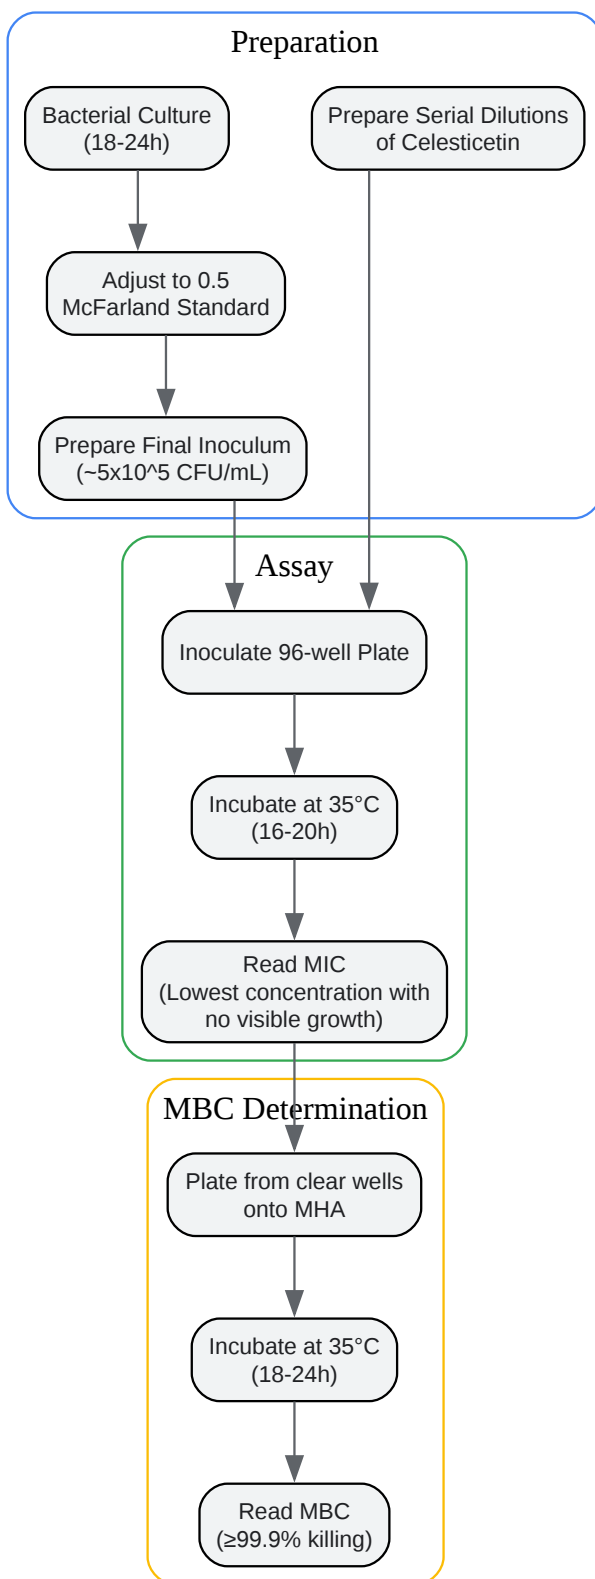 Preparation
Bacterial Culture
(18-24h)
Prepare Serial Dilutions
of Celesticetin
Adjust to 0.5
McFarland Standard
Prepare Final Inoculum
(~5x10^5 CFU/mL)
Assay
Inoculate 96-well Plate
Incubate at 35°C
(16-20h)
Read MIC
(Lowest concentration with
no visible growth)
MBC Determination
Plate from clear wells
onto MHA
Incubate at 35°C
(18-24h)
Read MBC
(≥99.9% killing)